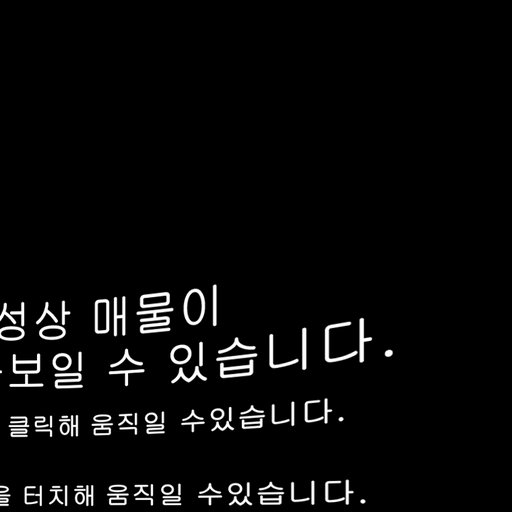 성상 매물이
보일 수 있습니다.
클릭해 움직일 수있습니다.
터치해 움직일 수있습니다.